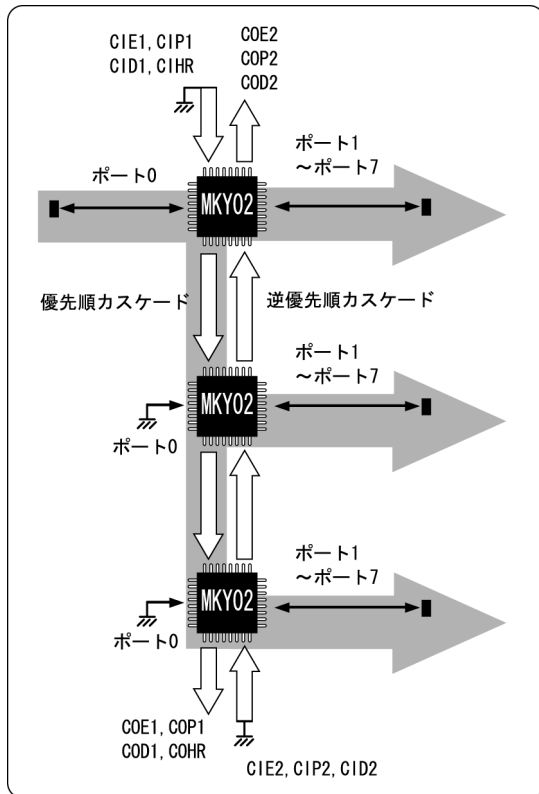 CIE1, CIP1
CID1, CIHR
COE2
COP2
COD2
ポート0
MKY02
ポート1
～ポート7
優先順カスケード
逆優先順カスケード
MKY02
ポート1
～ポート7
ポート0
MKY02
ポート1
～ポート7
ポート0
COE1, COP1
COD1, COHR
CIE2, CIP2, CID2